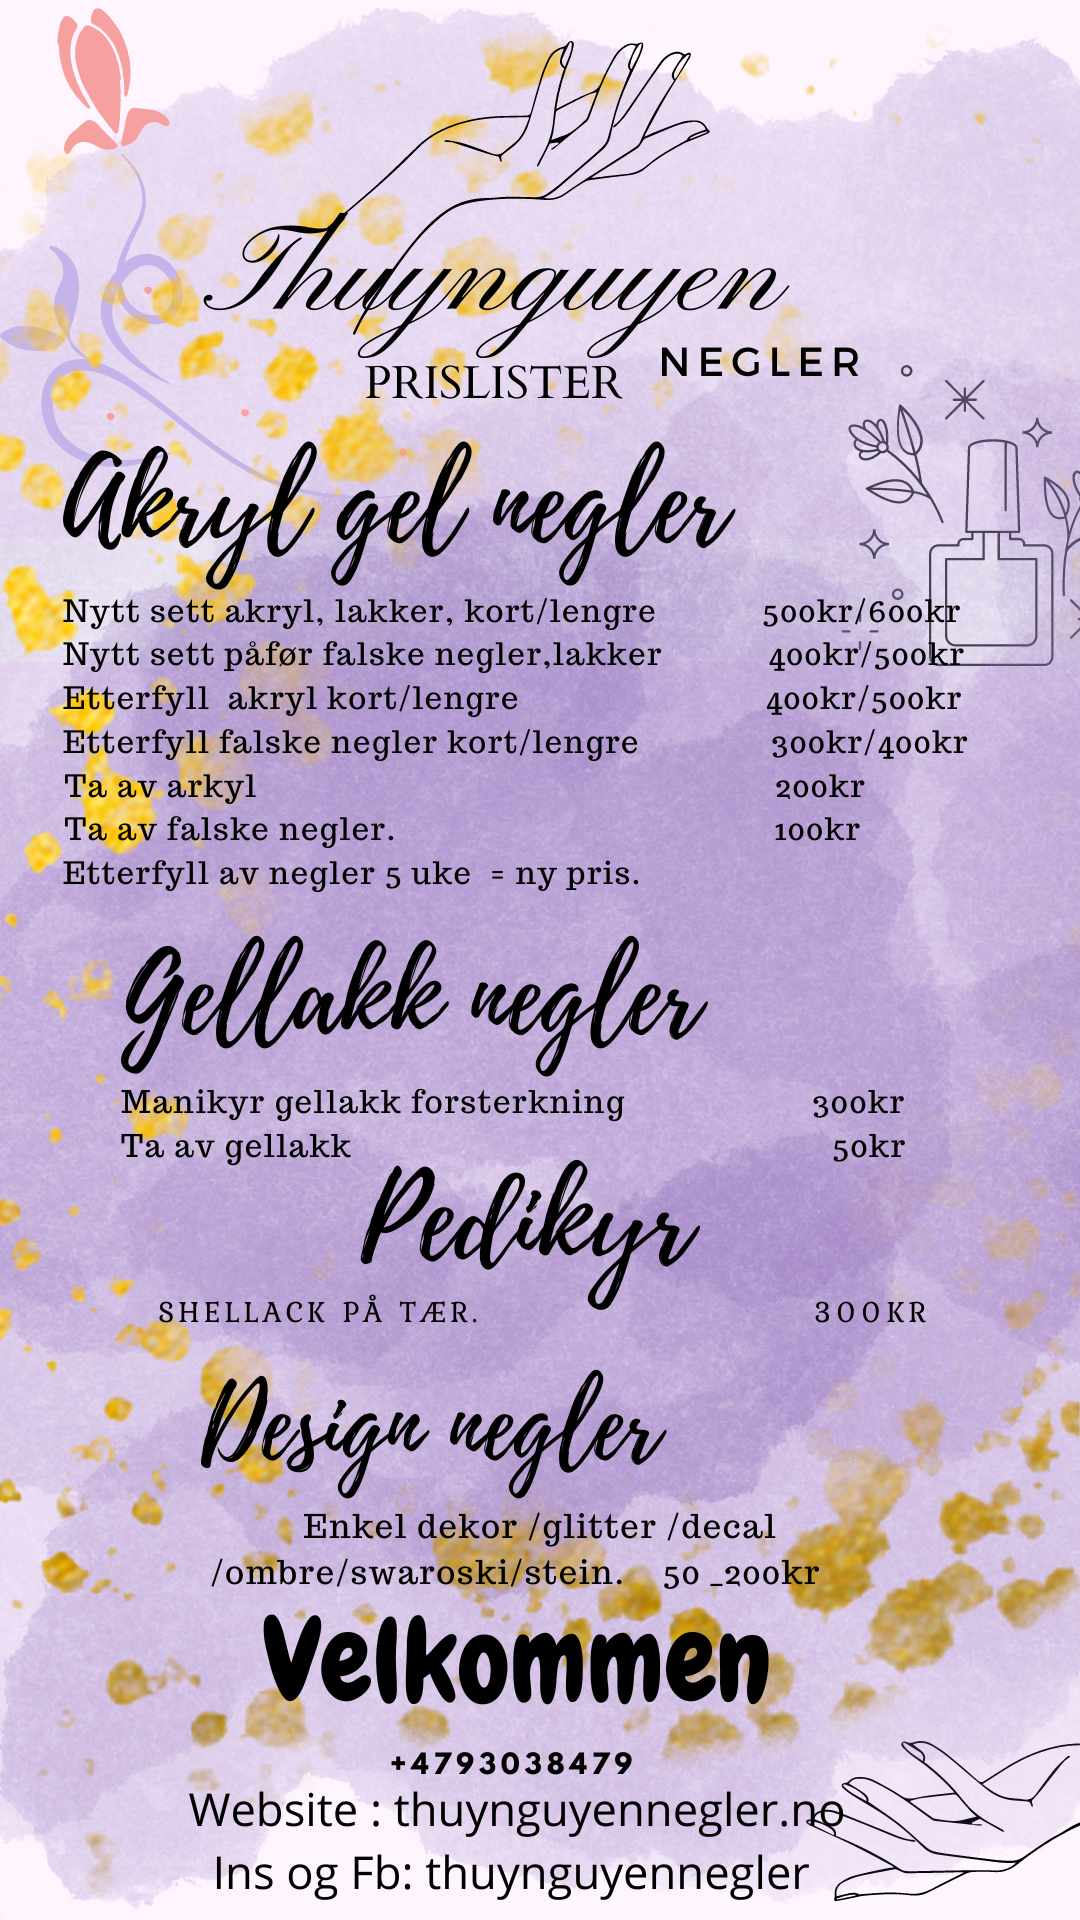 Thuynguyen
NEGLER
PRISLISTER
Akryl gel negler
Nytt sett akryl, lakker, kort/lengre 500kr/600kr
Nytt sett påfør falske negler,lakker 400kr/500kr
Etterfyll akryl kort/lengre 400kr/500kr
Etterfyll falske negler kort/lengre 300kr/400kr
Ta av arkyl 200kr
Ta av falske negler. 100kr
Etterfyll av negler 5 uke = ny pris.
Gellakk negler
Manikyr gellakk forsterkning 300kr
Ta av gellakk 50kr
Pedikyr
SHELLACK PÅ TÆR. 300KR
Design negler
Enkel dekor /glitter /decal
/ombre/swaroski/stein. 50 _200kr
Velkommen
+4793038479
Website : thuynguyennegler.no
Ins og Fb: thuynguyennegler